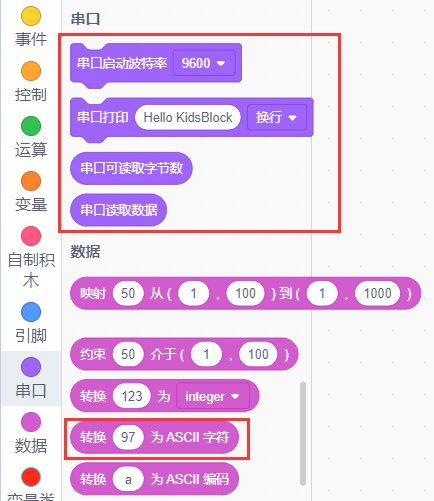 事件
控制
运算
变量
自制积
木
引脚
串口
数据
变量类
串口
串口启动波特率 9600
串口打印 Hello KidsBlock 换行
串口可读取字节数
串口读取数据
数据
映射 50 从 ( 1 , 100 ) 到 ( 1 , 1000 )
约束 50 介于 ( 1 , 100 )
转换 123 为 integer
转换 97 为 ASCII 字符
转换 a 为 ASCII 编码